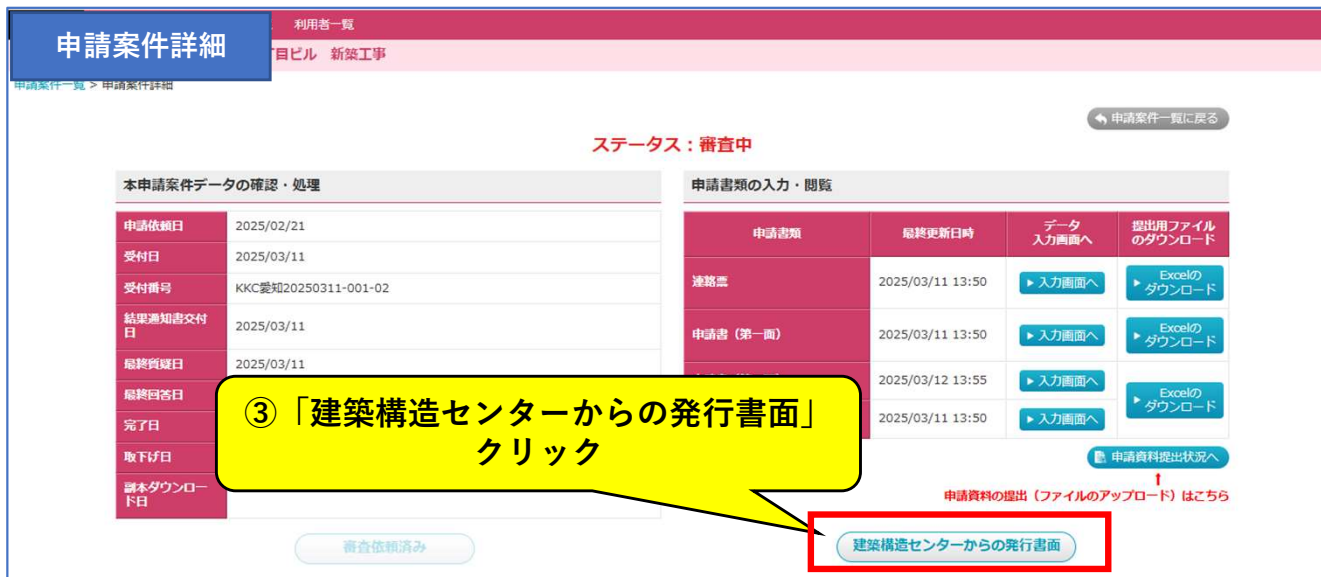 利用者一覧
申請案件詳細
目ビル 新築工事
申請案件一覧 > 申請案件詳細
申請案件一覧に戻る
ステータス：審査中
本申請案件データの確認・処理
申請依頼日 2025/02/21
受付日 2025/03/11
受付番号 KKC愛知20250311-001-02
結果通知書交付
日
2025/03/11
最終質疑日 2025/03/11
最終回答日
完了日
取下げ日
副本ダウンロー
ド日
審査依頼済み
申請書類の入力・閲覧
申請書類 最終更新日時 データ
入力画面へ 提出用ファイル
のダウンロード
連絡票 2025/03/11 13:50 入力画面へ Excelの
ダウンロード
申請書（第一面） 2025/03/11 13:50 入力画面へ Excelの
ダウンロード
2025/03/12 13:55 入力画面へ Excelの
ダウンロード
2025/03/11 13:50 入力画面へ
申請資料提出状況へ
↑
申請資料の提出（ファイルのアップロード）はこちら
建築構造センターからの発行書面
③「建築構造センターからの発行書面」
クリック